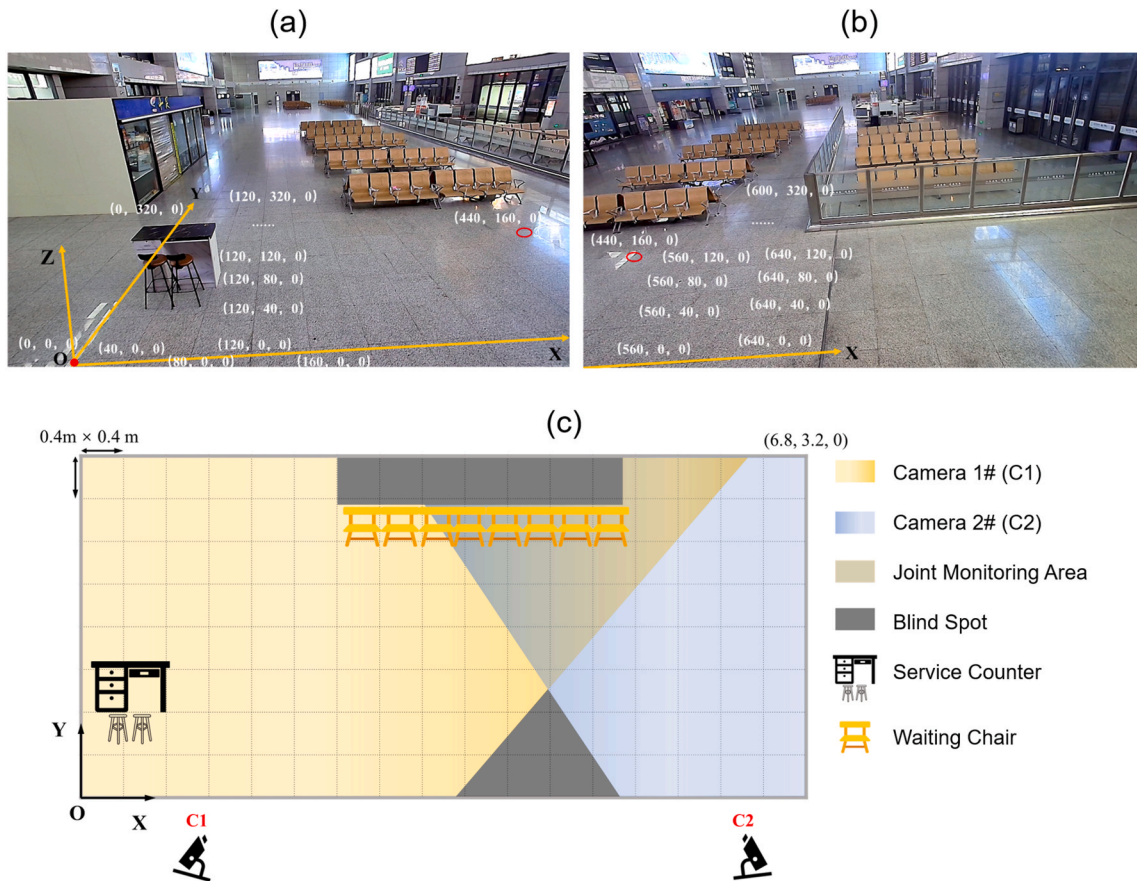 (a)
(b)
Y
(0, 320, 0)
(120, 320, 0)
......
(440, 160, 0)
Z
(120, 120, 0)
(120, 80, 0)
(120, 40, 0)
(0, 0, 0)
(40, 0, 0)
(120, 0, 0)
O
(80, 0, 0)
(160, 0, 0)
X
(600, 320, 0)
......
(440, 160, 0)
(560, 120, 0)
(640, 120, 0)
(560, 80, 0)
(640, 80, 0)
(560, 40, 0)
(640, 40, 0)
(560, 0, 0)
(640, 0, 0)
X
(c)
0.4m × 0.4 m
(6.8, 3.2, 0)
Y
O
X
C1
C2
Camera 1# (C1)
Camera 2# (C2)
Joint Monitoring Area
Blind Spot
Service Counter
Waiting Chair